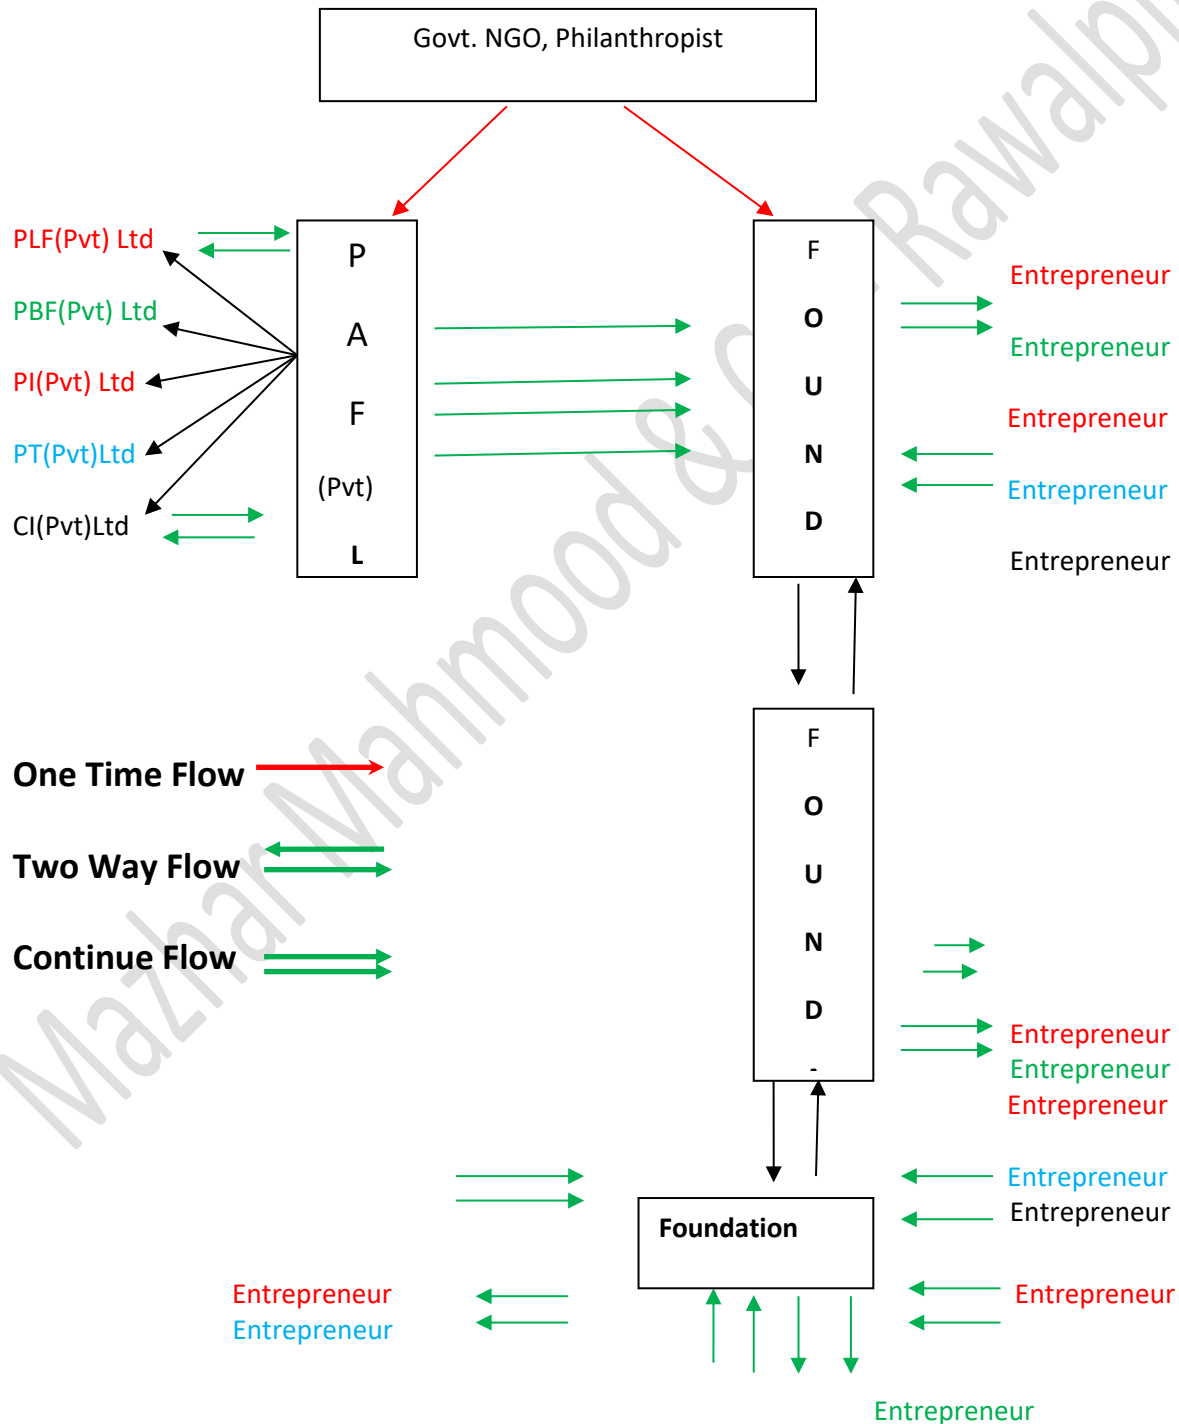 Govt. NGO, Philanthropist
PLF(Pvt) Ltd
PBF(Pvt) Ltd
PI(Pvt) Ltd
PT(Pvt)Ltd
CI(Pvt)Ltd
P
A
F
(Pvt)
L
F
O
U
N
D
Entrepreneur
Entrepreneur
Entrepreneur
Entrepreneur
Entrepreneur
One Time Flow
Two Way Flow
Continue Flow
F
O
U
N
D
Entrepreneur
Entrepreneur
Entrepreneur
Entrepreneur
Entrepreneur
Foundation
Entrepreneur
Entrepreneur
Entrepreneur
Entrepreneur
Mazhar Mahmood &